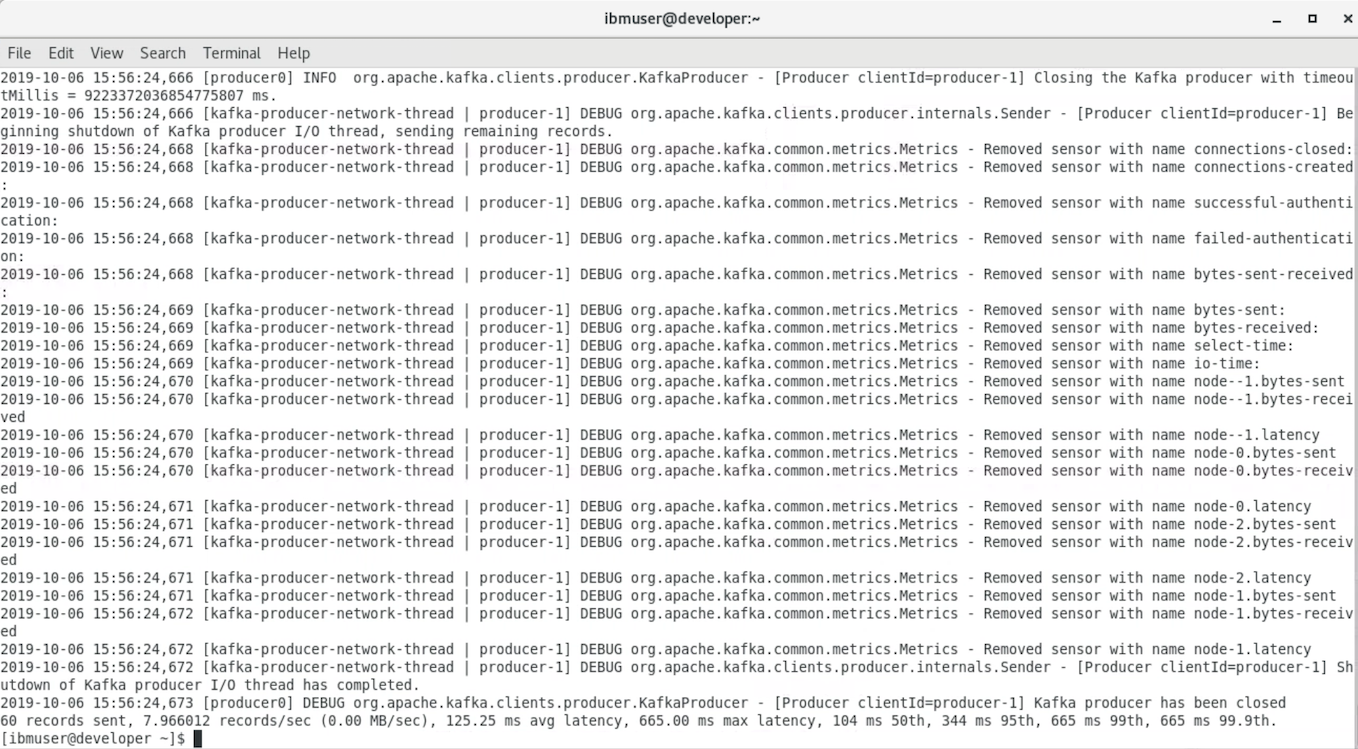 ibmuser@developer:~
File Edit View Search Terminal Help
2019-10-06 15:56:24,666 [producer0] INFO  org.apache.kafka.clients.producer.KafkaProducer - [Producer clientId=producer-1] Closing the Kafka producer with timeou
tMillis = 9223372036854775807 ms.
2019-10-06 15:56:24,666 [kafka-producer-network-thread | producer-1] DEBUG org.apache.kafka.clients.producer.internals.Sender - [Producer clientId=producer-1] Be
ginning shutdown of Kafka producer I/O thread, sending remaining records.
2019-10-06 15:56:24,668 [kafka-producer-network-thread | producer-1] DEBUG org.apache.kafka.common.metrics.Metrics - Removed sensor with name connections-closed:
2019-10-06 15:56:24,668 [kafka-producer-network-thread | producer-1] DEBUG org.apache.kafka.common.metrics.Metrics - Removed sensor with name connections-created
:
2019-10-06 15:56:24,668 [kafka-producer-network-thread | producer-1] DEBUG org.apache.kafka.common.metrics.Metrics - Removed sensor with name successful-authenti
cation:
2019-10-06 15:56:24,668 [kafka-producer-network-thread | producer-1] DEBUG org.apache.kafka.common.metrics.Metrics - Removed sensor with name failed-authenticati
on:
2019-10-06 15:56:24,668 [kafka-producer-network-thread | producer-1] DEBUG org.apache.kafka.common.metrics.Metrics - Removed sensor with name bytes-sent-received
:
2019-10-06 15:56:24,669 [kafka-producer-network-thread | producer-1] DEBUG org.apache.kafka.common.metrics.Metrics - Removed sensor with name bytes-sent:
2019-10-06 15:56:24,669 [kafka-producer-network-thread | producer-1] DEBUG org.apache.kafka.common.metrics.Metrics - Removed sensor with name bytes-received:
2019-10-06 15:56:24,669 [kafka-producer-network-thread | producer-1] DEBUG org.apache.kafka.common.metrics.Metrics - Removed sensor with name select-time:
2019-10-06 15:56:24,669 [kafka-producer-network-thread | producer-1] DEBUG org.apache.kafka.common.metrics.Metrics - Removed sensor with name io-time:
2019-10-06 15:56:24,670 [kafka-producer-network-thread | producer-1] DEBUG org.apache.kafka.common.metrics.Metrics - Removed sensor with name node--1.bytes-sent
2019-10-06 15:56:24,670 [kafka-producer-network-thread | producer-1] DEBUG org.apache.kafka.common.metrics.Metrics - Removed sensor with name node--1.bytes-recei
ved
2019-10-06 15:56:24,670 [kafka-producer-network-thread | producer-1] DEBUG org.apache.kafka.common.metrics.Metrics - Removed sensor with name node--1.latency
2019-10-06 15:56:24,670 [kafka-producer-network-thread | producer-1] DEBUG org.apache.kafka.common.metrics.Metrics - Removed sensor with name node-0.bytes-sent
2019-10-06 15:56:24,670 [kafka-producer-network-thread | producer-1] DEBUG org.apache.kafka.common.metrics.Metrics - Removed sensor with name node-0.bytes-receiv
ed
2019-10-06 15:56:24,671 [kafka-producer-network-thread | producer-1] DEBUG org.apache.kafka.common.metrics.Metrics - Removed sensor with name node-0.latency
2019-10-06 15:56:24,671 [kafka-producer-network-thread | producer-1] DEBUG org.apache.kafka.common.metrics.Metrics - Removed sensor with name node-2.bytes-sent
2019-10-06 15:56:24,671 [kafka-producer-network-thread | producer-1] DEBUG org.apache.kafka.common.metrics.Metrics - Removed sensor with name node-2.bytes-receiv
ed
2019-10-06 15:56:24,671 [kafka-producer-network-thread | producer-1] DEBUG org.apache.kafka.common.metrics.Metrics - Removed sensor with name node-2.latency
2019-10-06 15:56:24,671 [kafka-producer-network-thread | producer-1] DEBUG org.apache.kafka.common.metrics.Metrics - Removed sensor with name node-1.bytes-sent
2019-10-06 15:56:24,672 [kafka-producer-network-thread | producer-1] DEBUG org.apache.kafka.common.metrics.Metrics - Removed sensor with name node-1.bytes-receiv
ed
2019-10-06 15:56:24,672 [kafka-producer-network-thread | producer-1] DEBUG org.apache.kafka.common.metrics.Metrics - Removed sensor with name node-1.latency
2019-10-06 15:56:24,672 [kafka-producer-network-thread | producer-1] DEBUG org.apache.kafka.clients.producer.internals.Sender - [Producer clientId=producer-1] Sh
utdown of Kafka producer I/O thread has completed.
2019-10-06 15:56:24,673 [producer0] DEBUG org.apache.kafka.clients.producer.KafkaProducer - [Producer clientId=producer-1] Kafka producer has been closed
60 records sent, 7.966012 records/sec (0.00 MB/sec), 125.25 ms avg latency, 665.00 ms max latency, 104 ms 50th, 344 ms 95th, 665 ms 99th, 665 ms 99.9th.
[ibmuser@developer ~]$